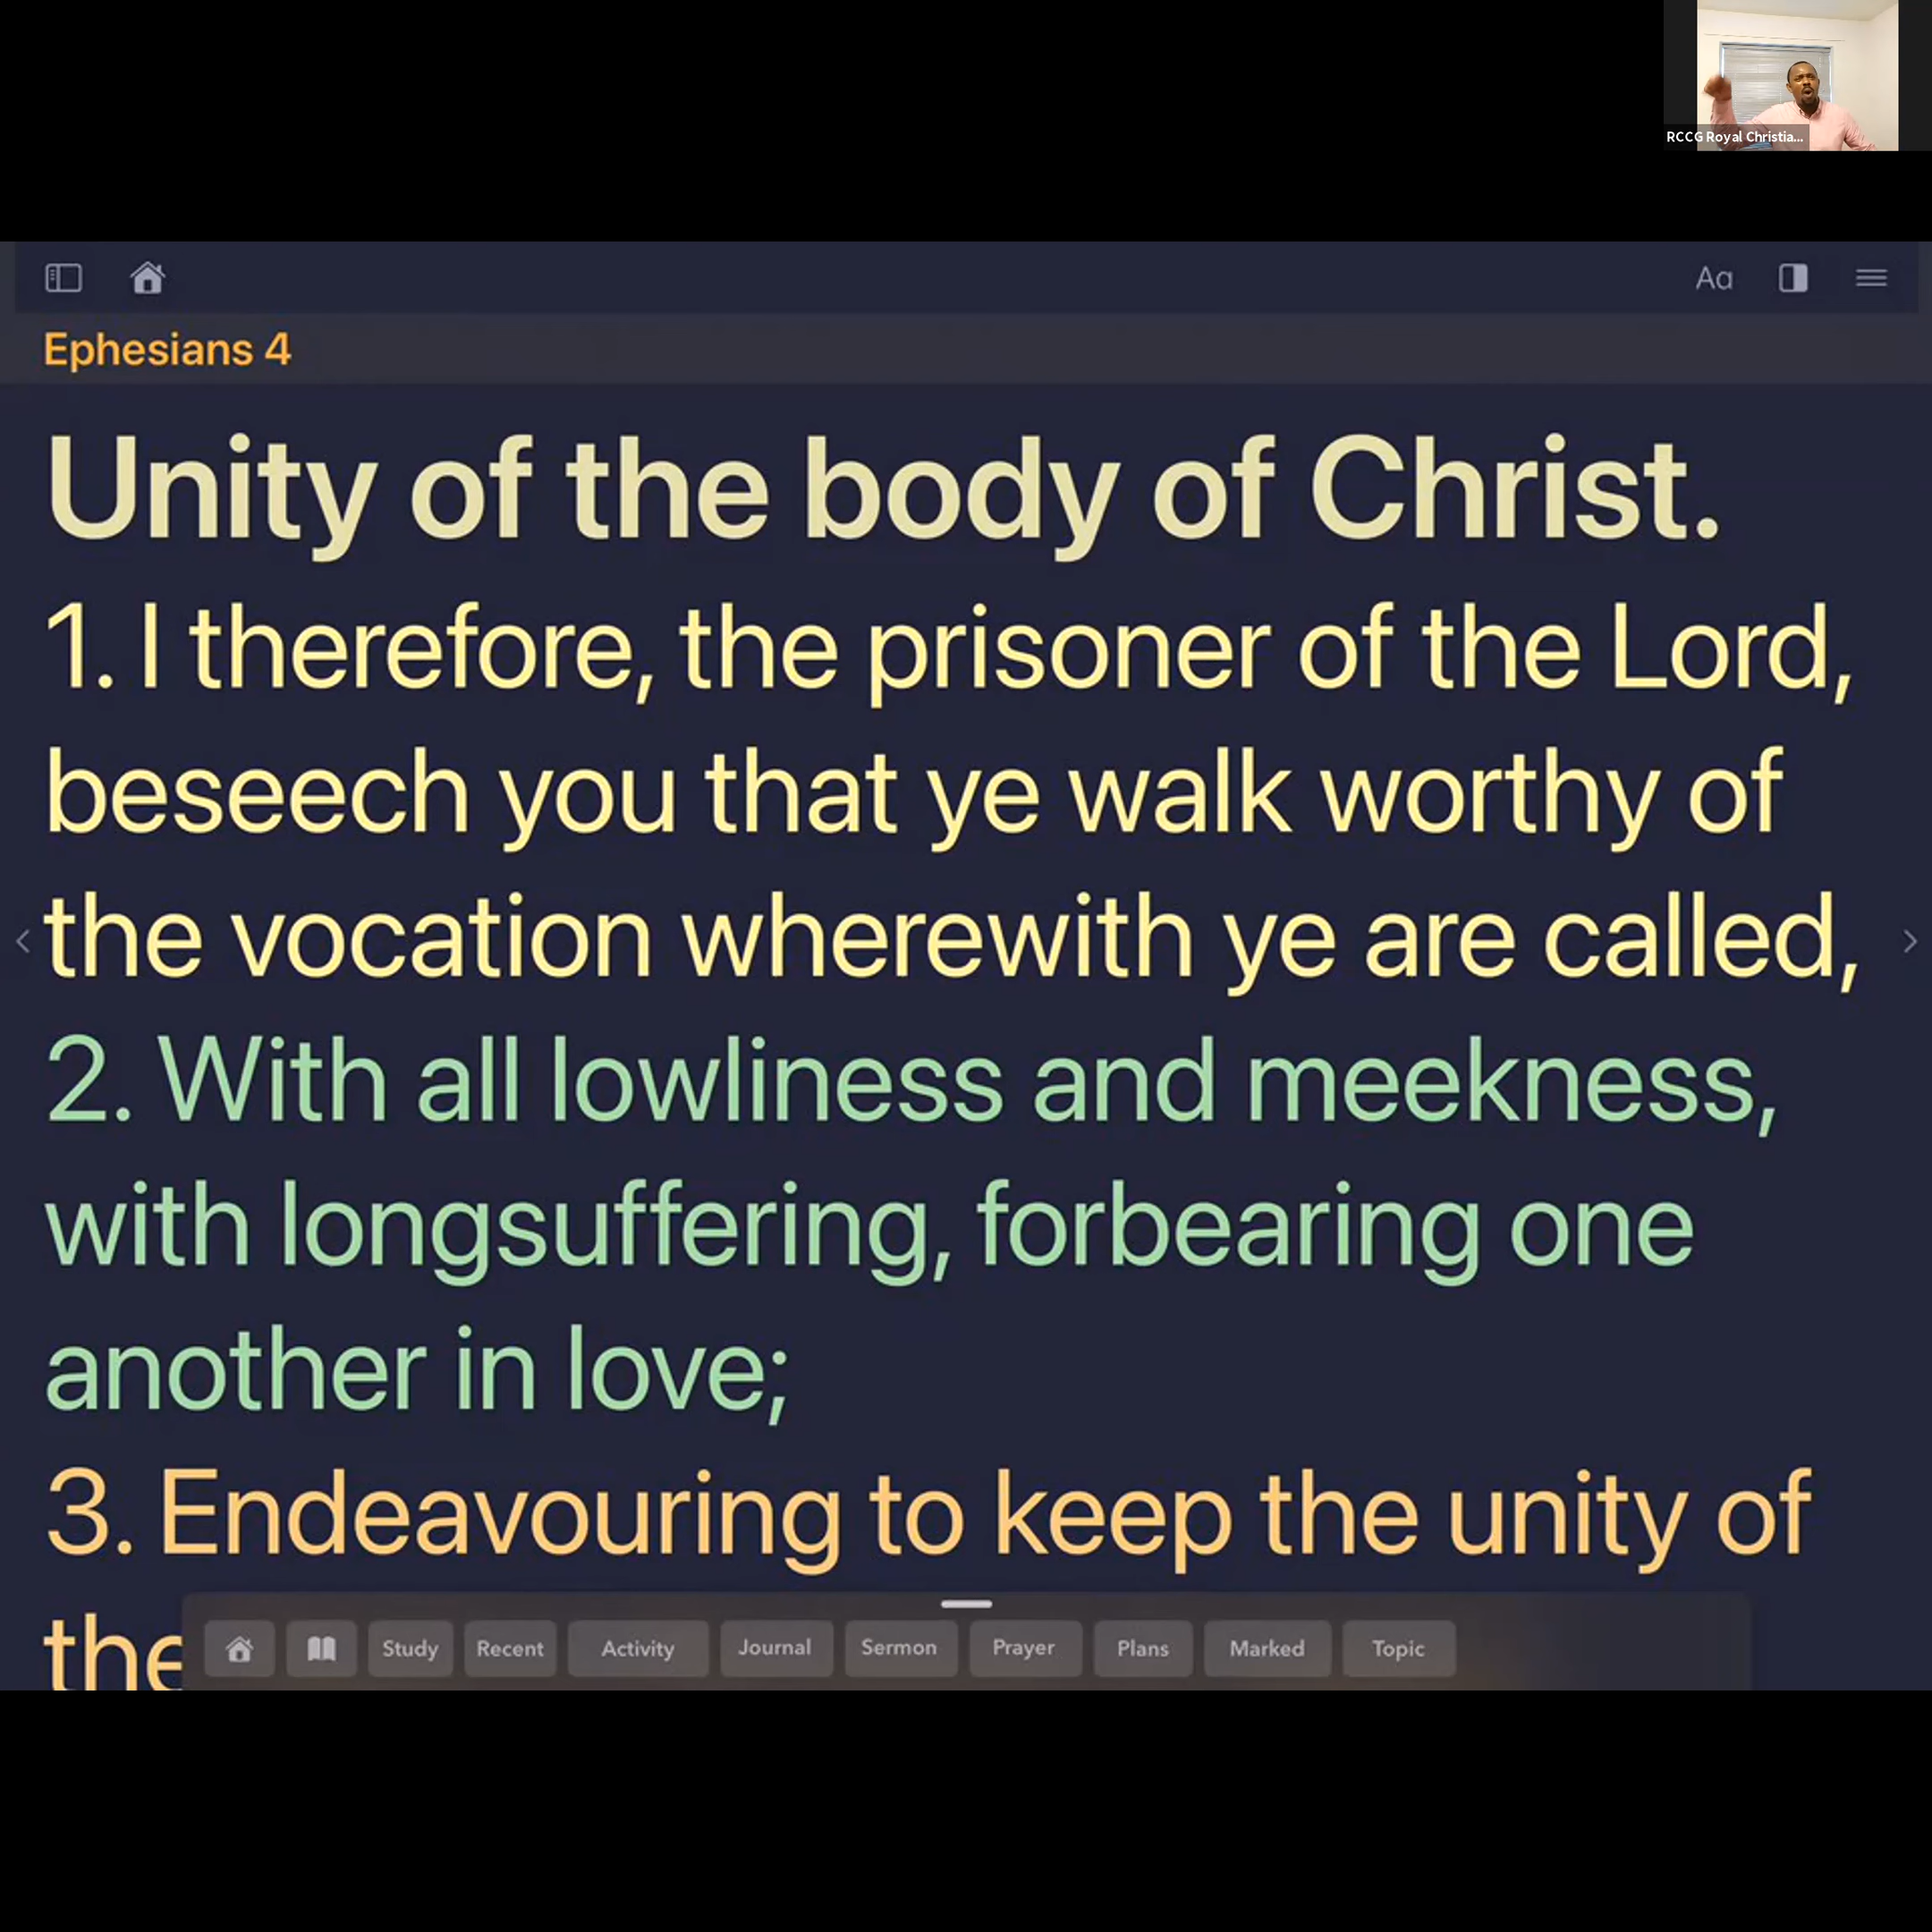 RCCG Royal Christia...
Aa
Ephesians 4
Unity of the body of Christ.
1. I therefore, the prisoner of the Lord,
beseech you that ye walk worthy of
the vocation wherewith ye are called,
2. With all lowliness and meekness,
with longsuffering, forbearing one
another in love;
3. Endeavouring to keep the unity of
the
Study Recent Activity Journal Sermon Prayer Plans Marked Topic